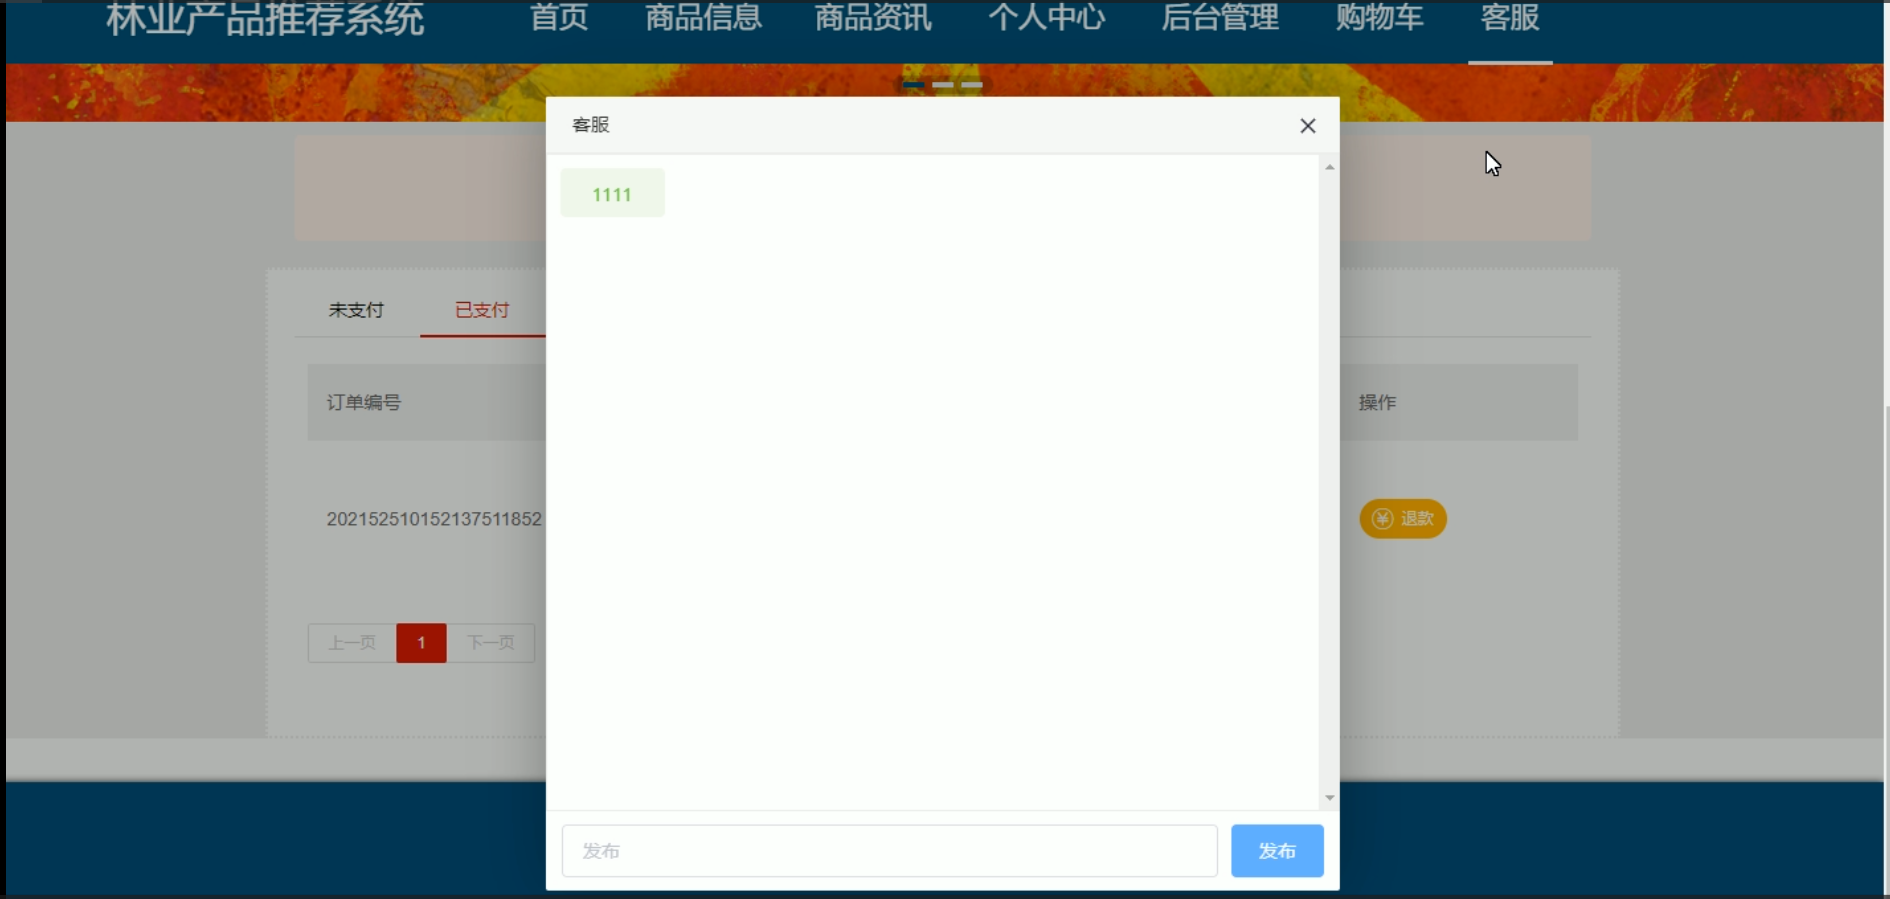 林业产品推荐系统 首页 商品信息 商品资讯 个人中心 后台管理 购物车 客服
客服
1111
未支付 已支付
订单编号 操作
202152510152137511852 退款
上一页 1 下一页
发布 发布